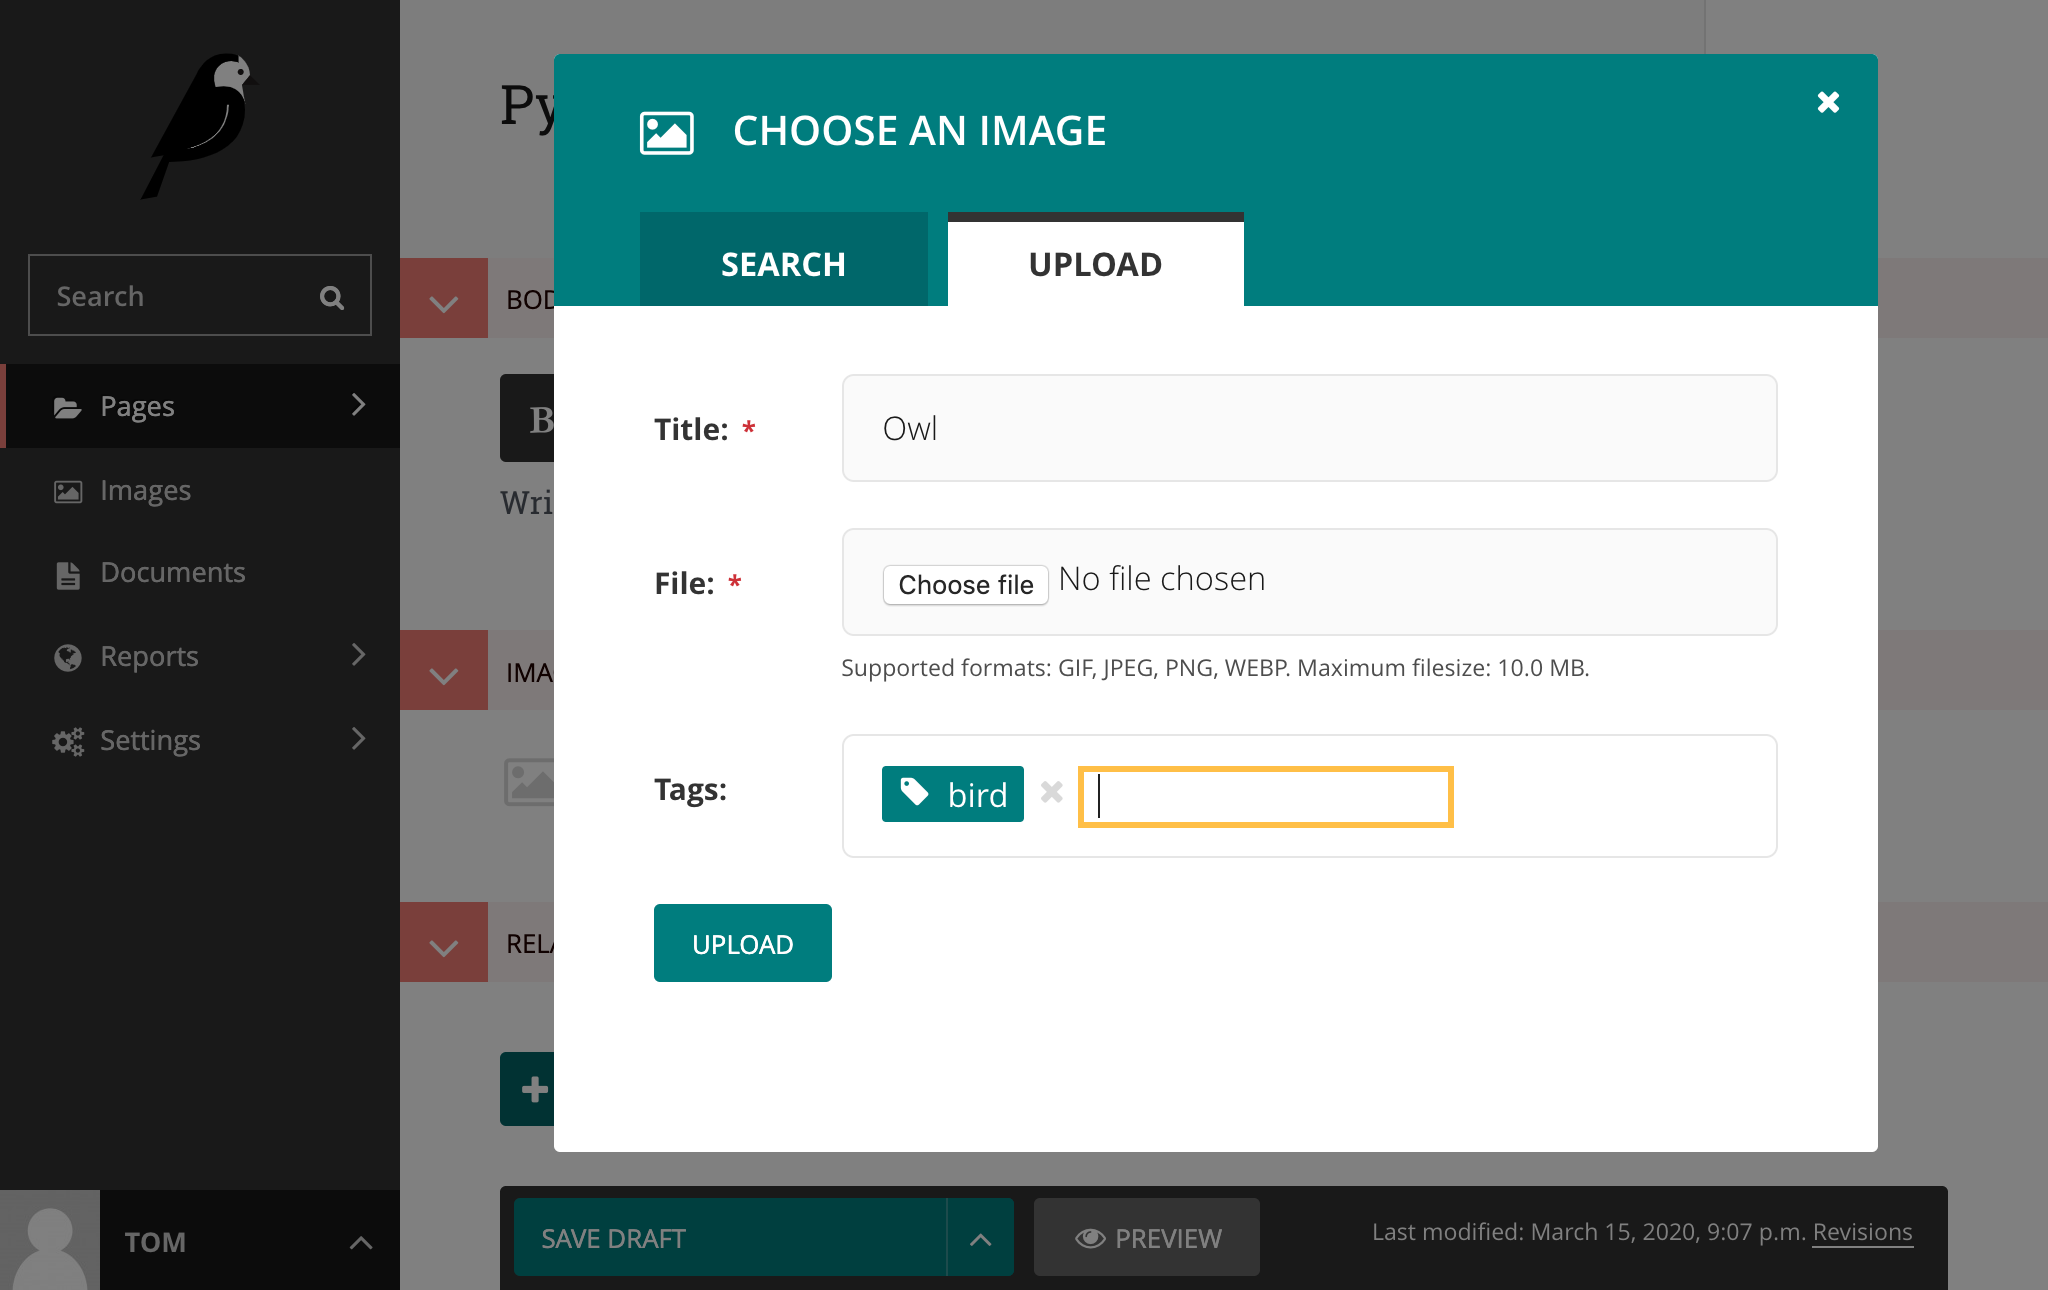 Py
CHOOSE AN IMAGE
SEARCH
UPLOAD
Search
BOD
Pages
B
Title: *
Owl
Images
Wri
Documents
File: *
Choose file
No file chosen
Supported formats: GIF, JPEG, PNG, WEBP. Maximum filesize: 10.0 MB.
Reports
IMA
Settings
Tags:
bird
UPLOAD
RELA
TOM
SAVE DRAFT
PREVIEW
Last modified: March 15, 2020, 9:07 p.m. Revisions